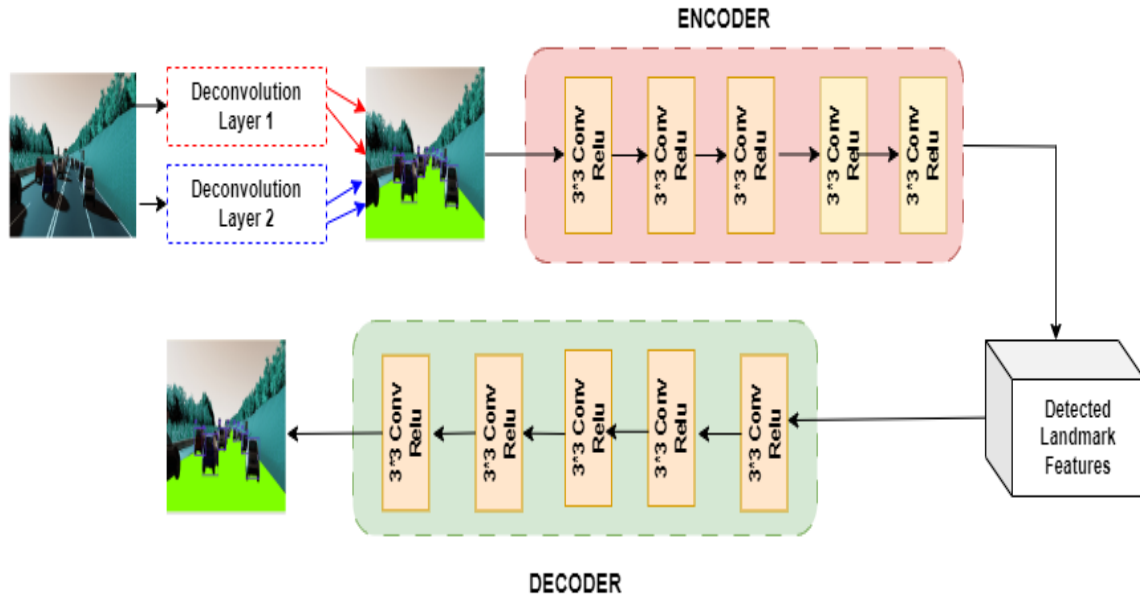 ENCODER
Deconvolution
Layer 1
Deconvolution
Layer 2
3*3 Conv
Relu
3*3 Conv
Relu
3*3 Conv
Relu
3*3 Conv
Relu
3*3 Conv
Relu
Detected
Landmark
Features
3*3 Conv
Relu
3*3 Conv
Relu
3*3 Conv
Relu
3*3 Conv
Relu
3*3 Conv
Relu
DECODER